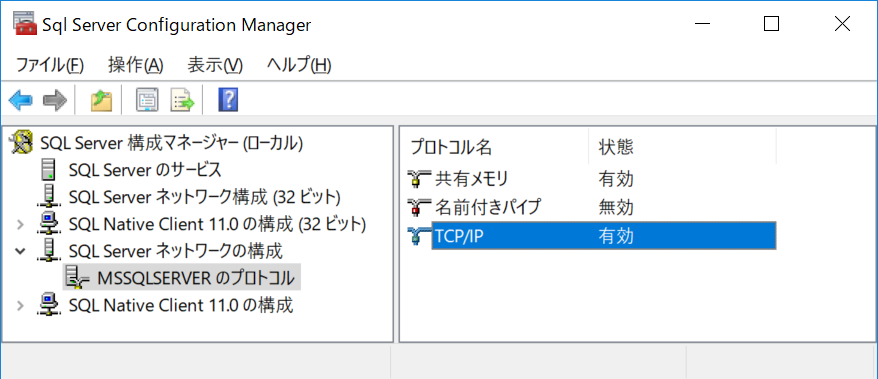 Sql Server Configuration Manager
ファイル(F) 操作(A) 表示(V) ヘルプ(H)
SQL Server 構成マネージャー (ローカル)
SQL Server のサービス
SQL Server ネットワーク構成 (32 ビット)
SQL Native Client 11.0 の構成 (32 ビット)
SQL Server ネットワークの構成
MSSQLSERVER のプロトコル
SQL Native Client 11.0 の構成
プロトコル名 状態
共有メモリ 有効
名前付きパイプ 無効
TCP/IP 有効